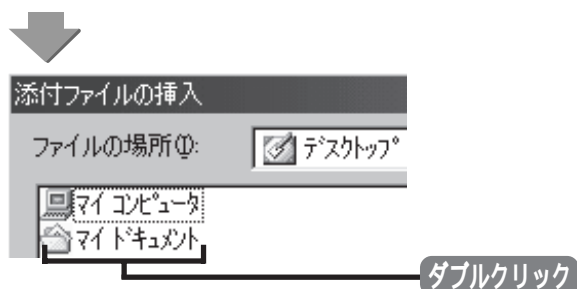 添付ファイルの挿入
ファイルの場所(I):
デスクトップ
マイ コンピュータ
マイ ドキュメント
ダブルクリック